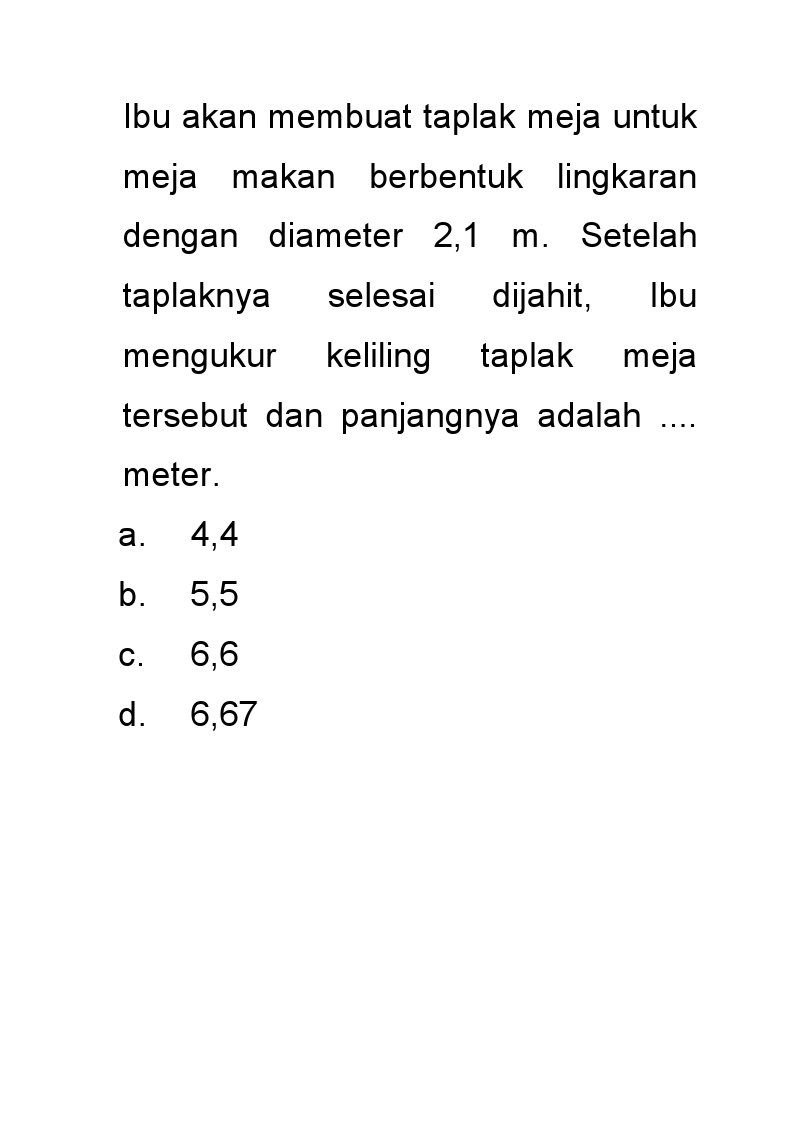 Ibu akan membuat taplak meja untuk
meja makan berbentuk lingkaran
dengan diameter 2,1 m. Setelah
taplaknya selesai dijahit, Ibu
mengukur keliling taplak meja
tersebut dan panjangnya adalah ....
meter.
a. 4,4
b. 5,5
c. 6,6
d. 6,67